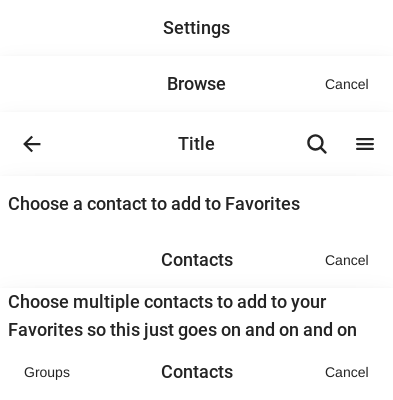 Settings
Browse Cancel
Title
Choose a contact to add to Favorites
Contacts Cancel
Choose multiple contacts to add to your
Favorites so this just goes on and on and on
Groups Contacts Cancel